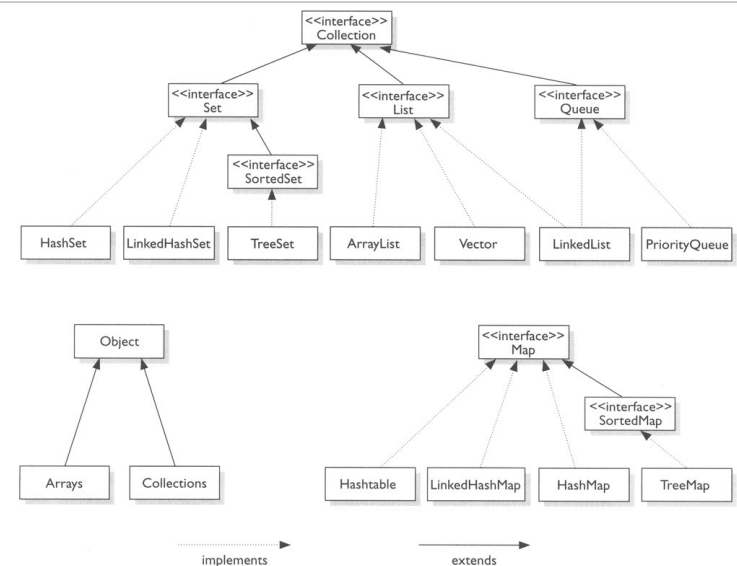 <<interface>>
Collection
<<interface>>
Set
<<interface>>
List
<<interface>>
Queue
<<interface>>
SortedSet
HashSet
LinkedHashSet
TreeSet
ArrayList
Vector
LinkedList
PriorityQueue
Object
<<interface>>
Map
<<interface>>
SortedMap
Arrays
Collections
Hashtable
LinkedHashMap
HashMap
TreeMap
implements
extends